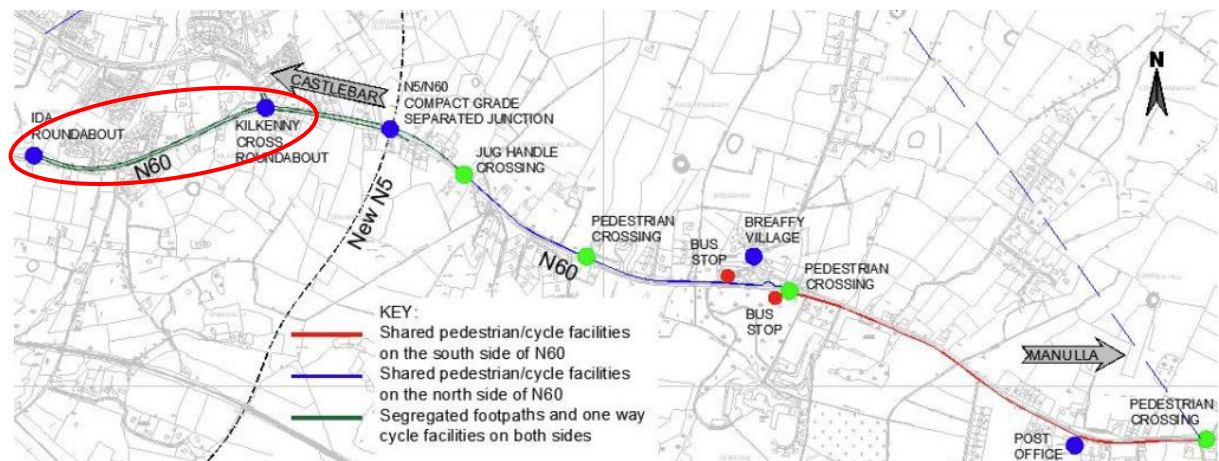 CASTLEBAR
N5/N60
COMPACT GRADE
SEPARATED JUNCTION
N
IDA
ROUNDABOUT
KILKENNY
CROSS
ROUNDABOUT
N60
JUG HANDLE
CROSSING
New N5
PEDESTRIAN
CROSSING
N60
BUS
STOP
BREAFFY
VILLAGE
PEDESTRIAN
CROSSING
BUS
STOP
KEY:
Shared pedestrian/cycle facilities
on the south side of N60
Shared pedestrian/cycle facilities
on the north side of N60
Segregated footpaths and one way
cycle facilities on both sides
MANULLA
PEDESTRIAN
CROSSING
POST
OFFICE